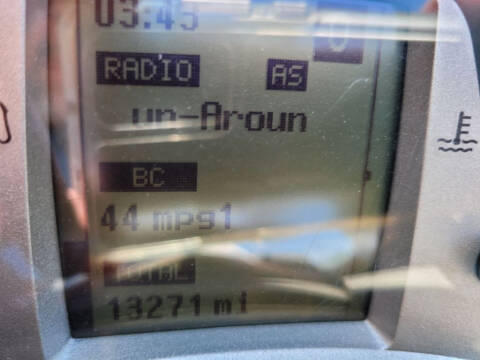 03:45
RADIO AS
un-Aroun
BC
44 mpg1
TOTAL
13271 mi